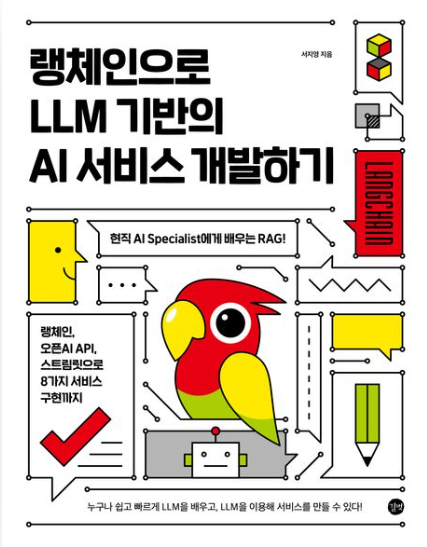 랭체인으로
LLM 기반의
AI 서비스 개발하기
서지영 지음
LANGCHAIN
현직 AI Specialist에게 배우는 RAG!
랭체인,
오픈AI API,
스트림릿으로
8가지 서비스
구현까지
누구나 쉽고 빠르게 LLM을 배우고, LLM을 이용해 서비스를 만들 수 있다!
길벗